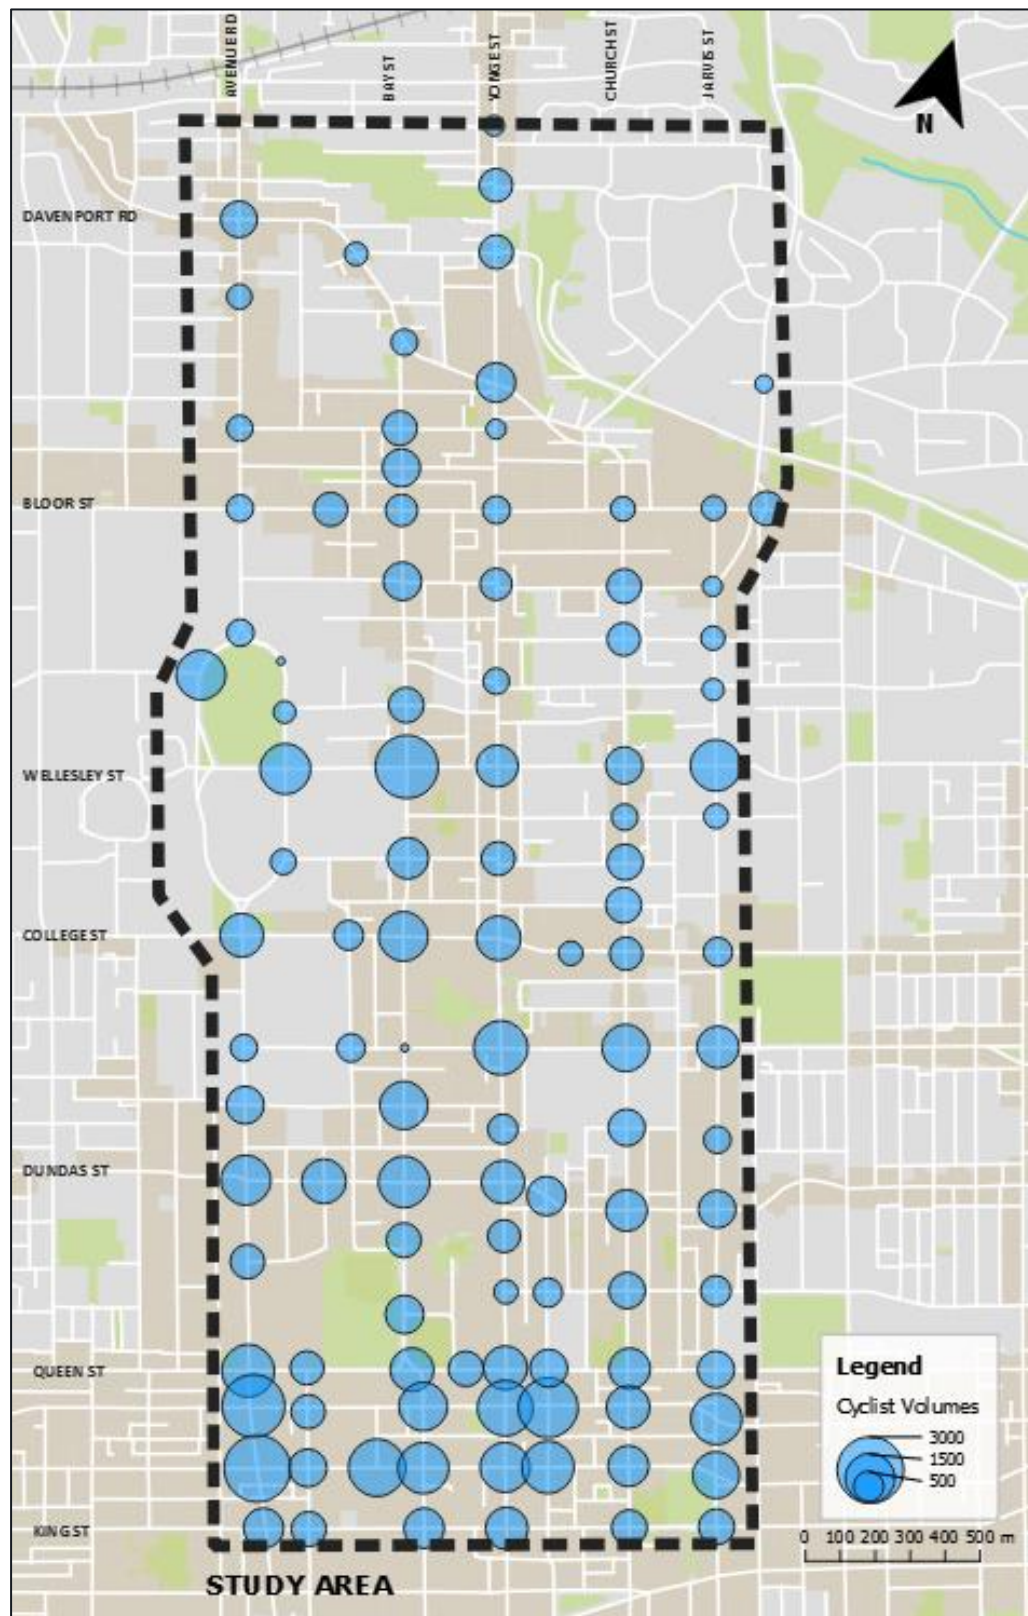 AVENUE RD
BAY ST
YONGE ST
CHURCH ST
JARVIS ST
N
DAVENPORT RD
BLOOR ST
WELLESLEY ST
COLLEGE ST
DUNDAS ST
QUEEN ST
KING ST
Legend
Cyclist Volumes
3000
1500
500
0 100 200 300 400 500 m
STUDY AREA